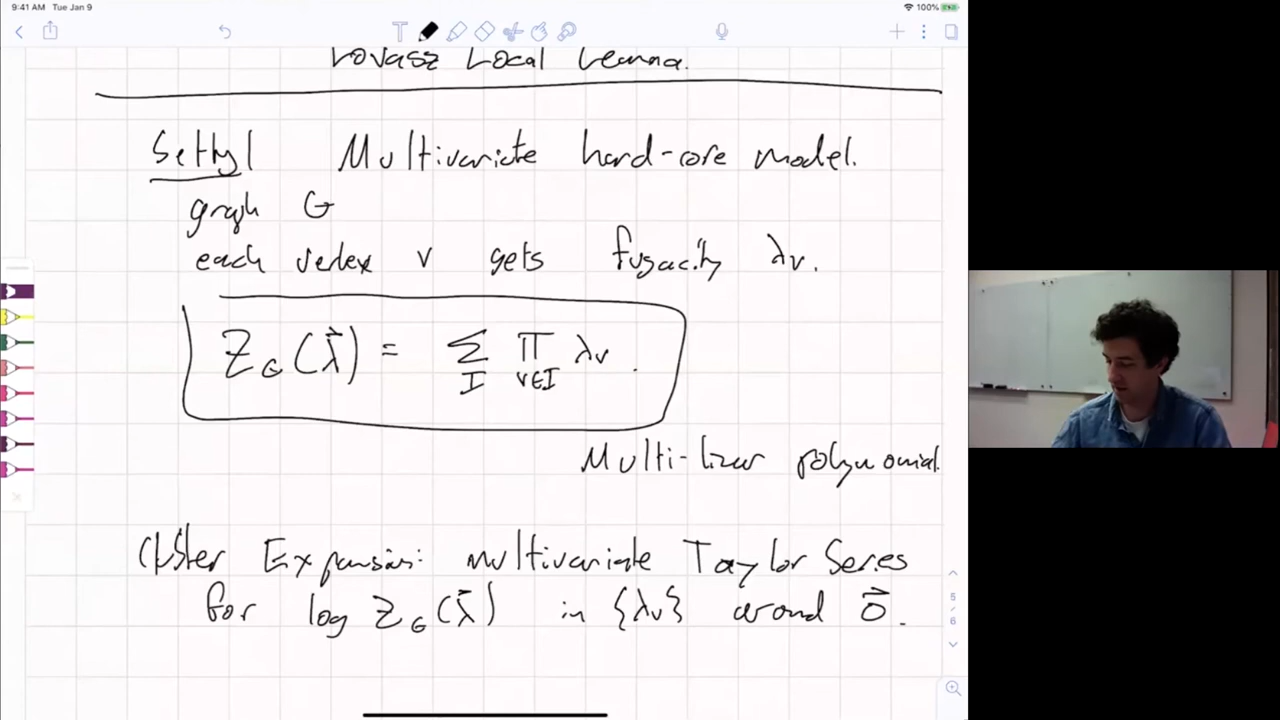 9:41 AM Tue Jan 9
100%
Lovasz Local Lemma.
Setting Multivariate hard-core model.
graph G
each vertex v gets fugacity λv.
Z_G(λ⃗) = Σ_I Π_{v∈I} λv .
Multi-linear polynomial.
Cluster Expansion: multivariate Taylor Series
for log Z_G(λ⃗) in {λv} around 0⃗.
5
/
6